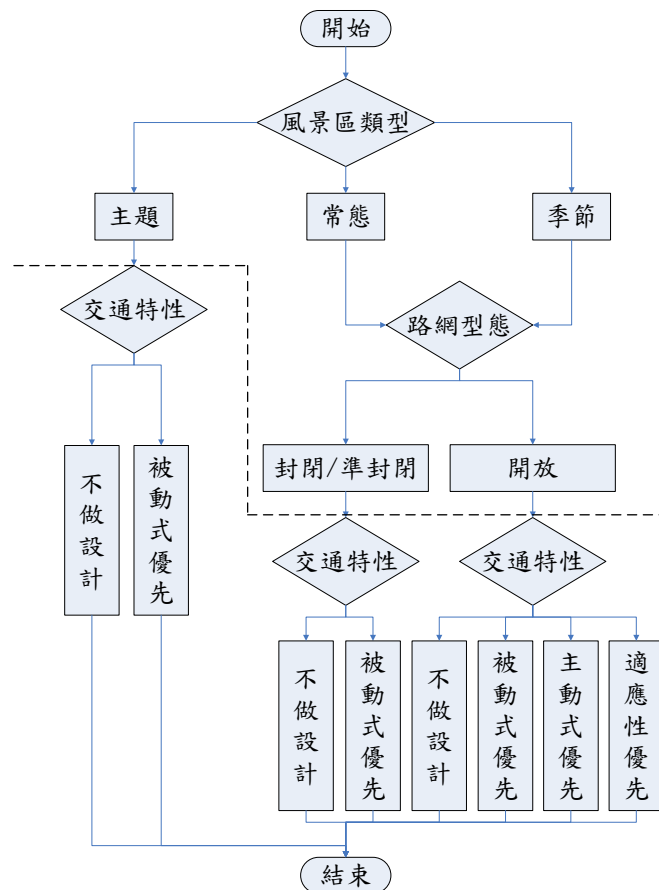 開始
風景區類型
主題
常態
季節
交通特性
路網型態
不做設計
被動式優先
封閉/準封閉
開放
交通特性
交通特性
不做設計
被動式優先
不做設計
被動式優先
主動式優先
適應性優先
結束